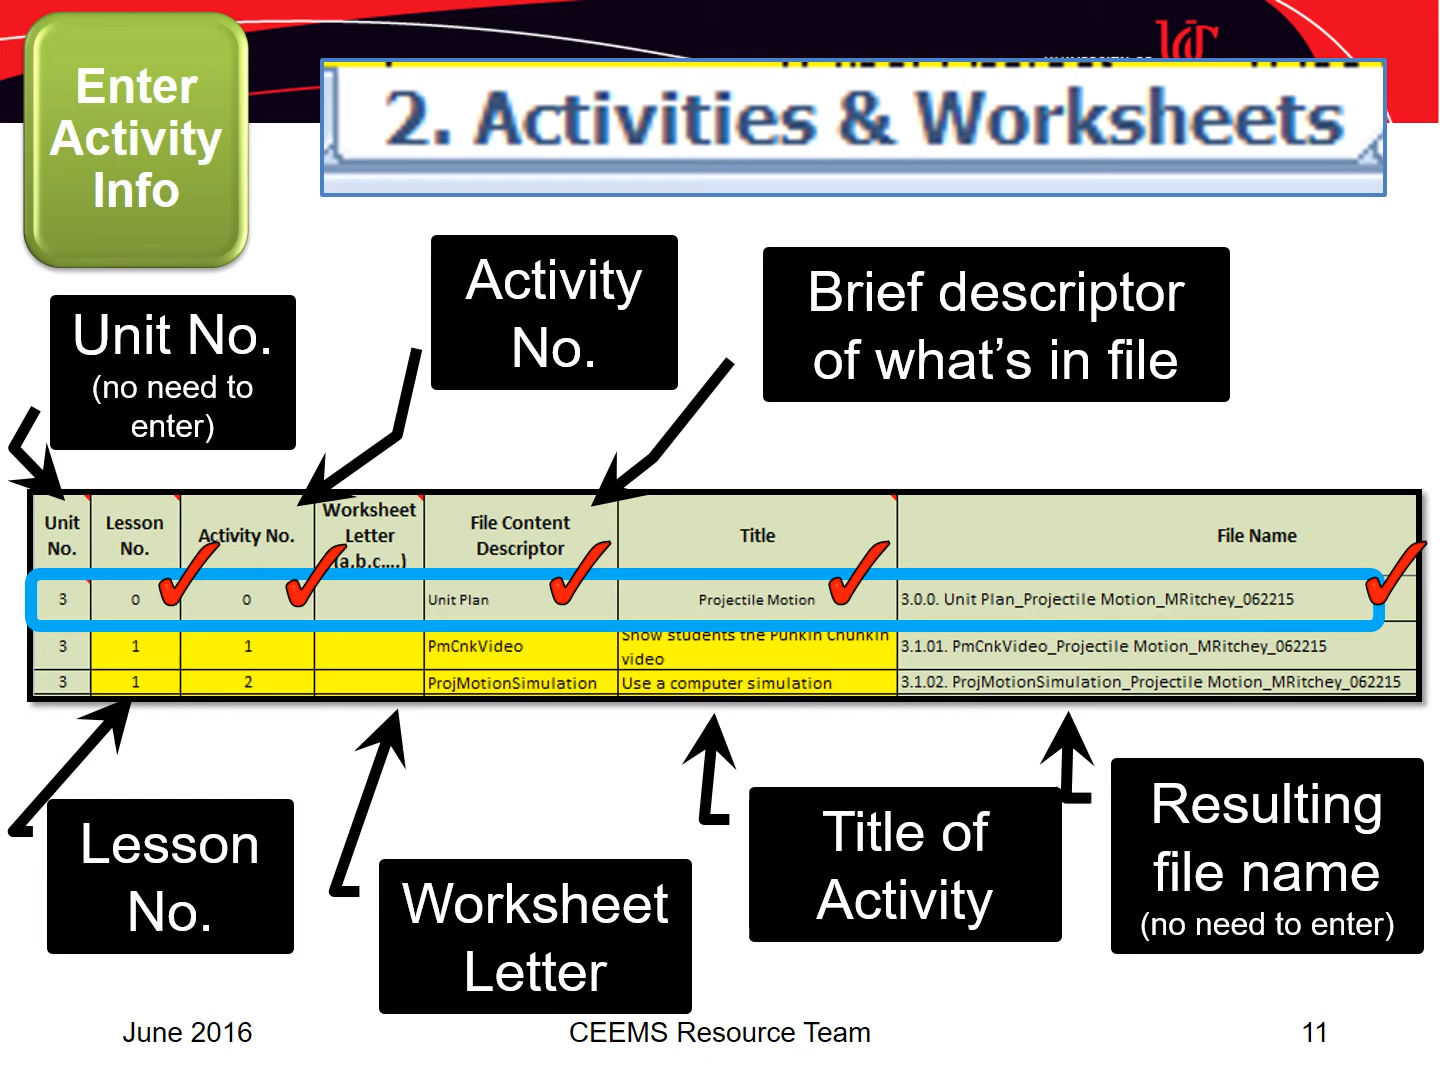 Enter
Activity
Info
2. Activities & Worksheets
Activity
No.
Brief descriptor
of what’s in file
Unit No.
(no need to
enter)
Unit No.
Lesson No.
Activity No.
Worksheet Letter (a,b,c....)
File Content Descriptor
Title
File Name
3 0 0 Unit Plan Projectile Motion 3.0.0. Unit Plan_Projectile Motion_MRitchey_062215
3 1 1 PmCnkVideo Show students the Punkin Chunkin video 3.1.01. PmCnkVideo_Projectile Motion_MRitchey_062215
3 1 2 ProjMotionSimulation Use a computer simulation 3.1.02. ProjMotionSimulation_Projectile Motion_MRitchey_062215
Lesson
No.
Worksheet
Letter
Title of
Activity
Resulting
file name
(no need to enter)
June 2016
CEEMS Resource Team
11